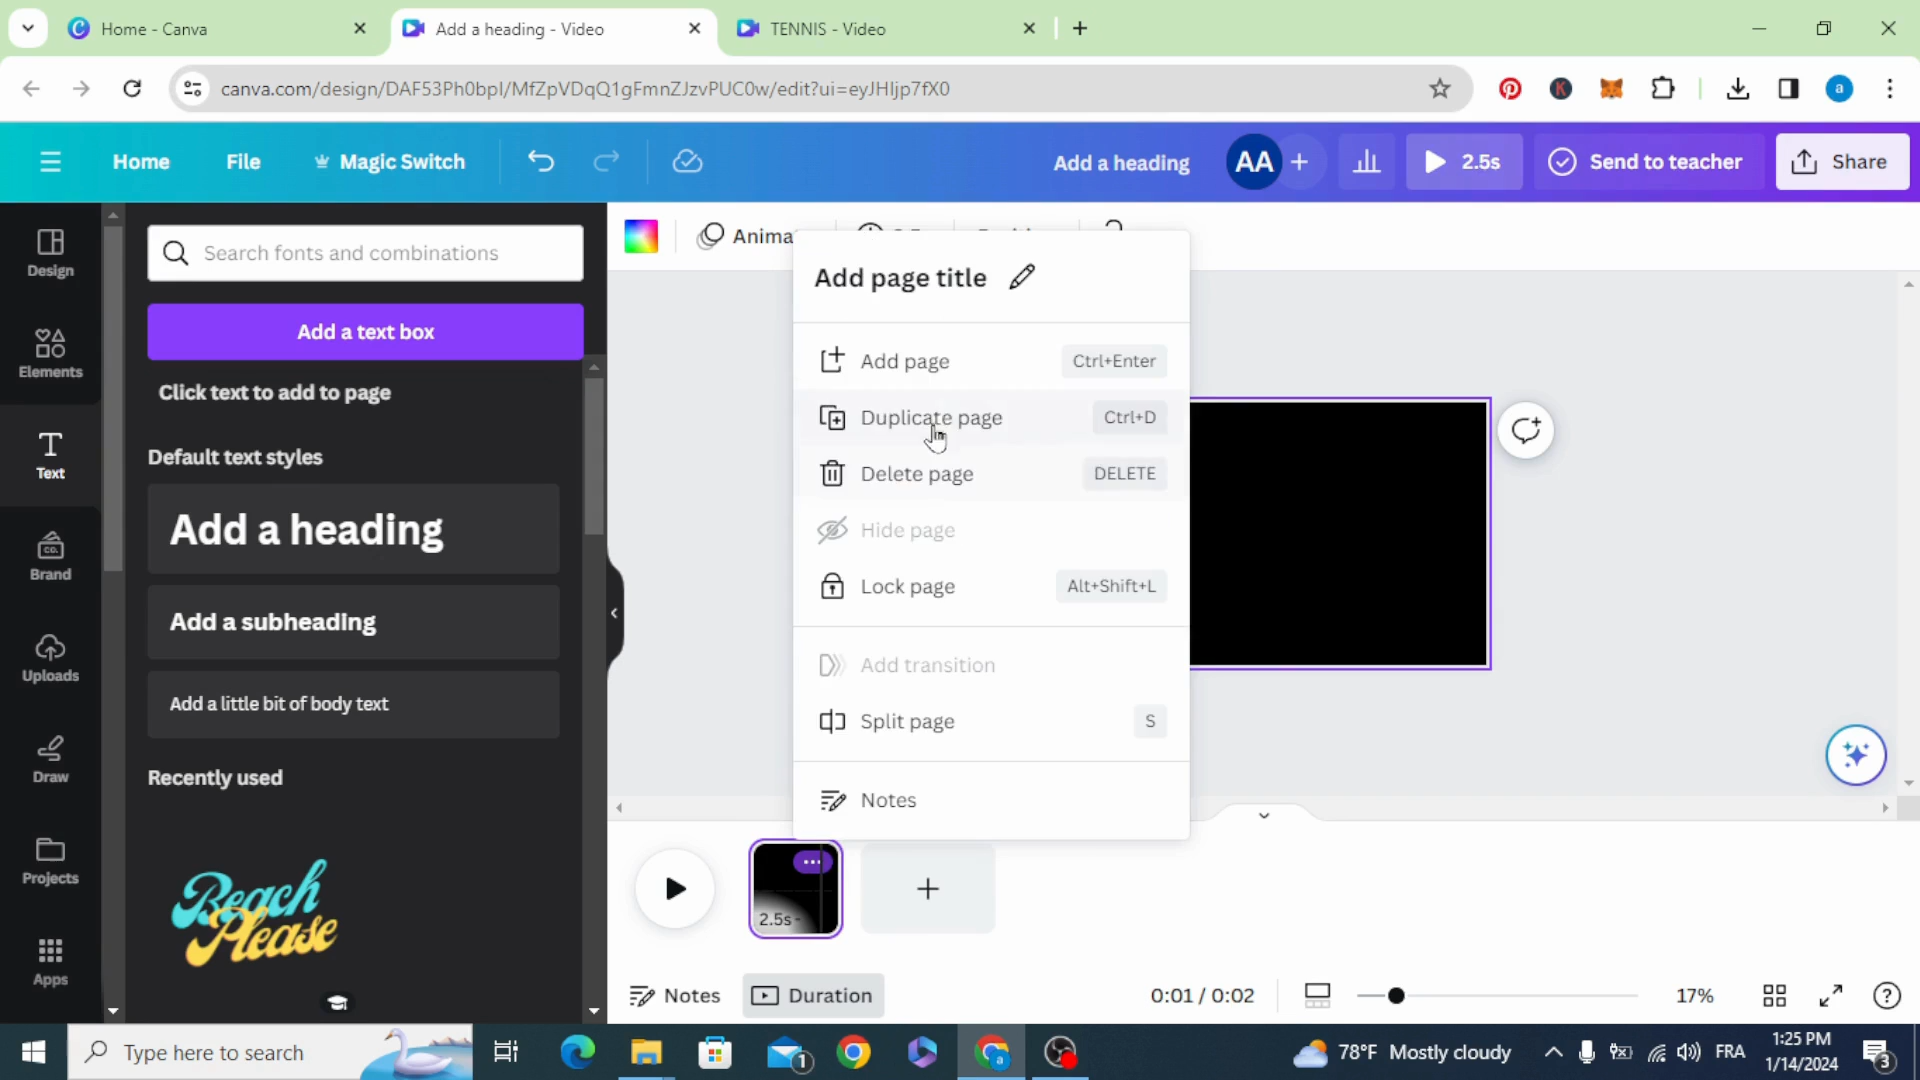 Home - Canva
Add a heading - Video
TENNIS - Video
canva.com/design/DAF53Ph0bpI/MfZpVDqQ1gFmnZJzvPUC0w/edit?ui=eyJHIjp7fX0
K
a
Home
File
Magic Switch
Add a heading
AA
+
2.5s
Send to teacher
Share
Design
Elements
Text
Brand
CO.
Uploads
Draw
Projects
Apps
Search fonts and combinations
Add a text box
Click text to add to page
Default text styles
Add a heading
Add a subheading
Add a little bit of body text
Recently used
Beach
Please
Anima
Add page title
Add page Ctrl+Enter
Duplicate page Ctrl+D
Delete page DELETE
Hide page
Lock page Alt+Shift+L
Add transition
Split page S
Notes
2.5s -
Notes
Duration
0:01 / 0:02
17%
Type here to search
1
78°F Mostly cloudy
FRA
1:25 PM
1/14/2024
3